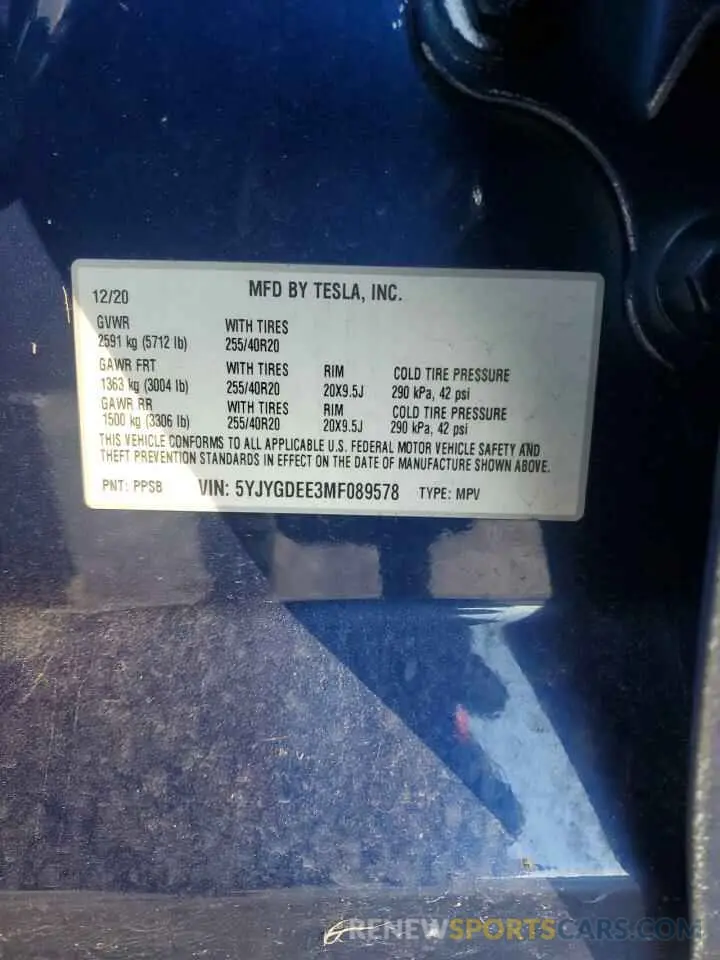 MFD BY TESLA, INC.
12/20
GVWR WITH TIRES
2591 kg (5712 lb) 255/40R20
GAWR FRT WITH TIRES RIM COLD TIRE PRESSURE
1363 kg (3004 lb) 255/40R20 20X9.5J 290 kPa, 42 psi
GAWR RR WITH TIRES RIM COLD TIRE PRESSURE
1500 kg (3306 lb) 255/40R20 20X9.5J 290 kPa, 42 psi
THIS VEHICLE CONFORMS TO ALL APPLICABLE U.S. FEDERAL MOTOR VEHICLE SAFETY AND
THEFT PREVENTION STANDARDS IN EFFECT ON THE DATE OF MANUFACTURE SHOWN ABOVE.
PNT: PPSB VIN: 5YJYGDEE3MF089578 TYPE: MPV
RENEWSPORTSCARS.COM